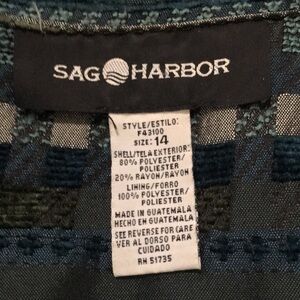 SAG HARBOR
STYLE/ESTILO:
F43100
SIZE: 14
SHELL/TELA EXTERIOR:
80% POLYESTER/
POLIESTER
20% RAYON/RAYON
LINING/FORRO
100% POLYESTER/
POLIESTER
MADE IN GUATEMALA
HECHO EN GUATEMALA
SEE REVERSE FOR CARE
VER AL DORSO PARA
CUIDADO
RN 51735